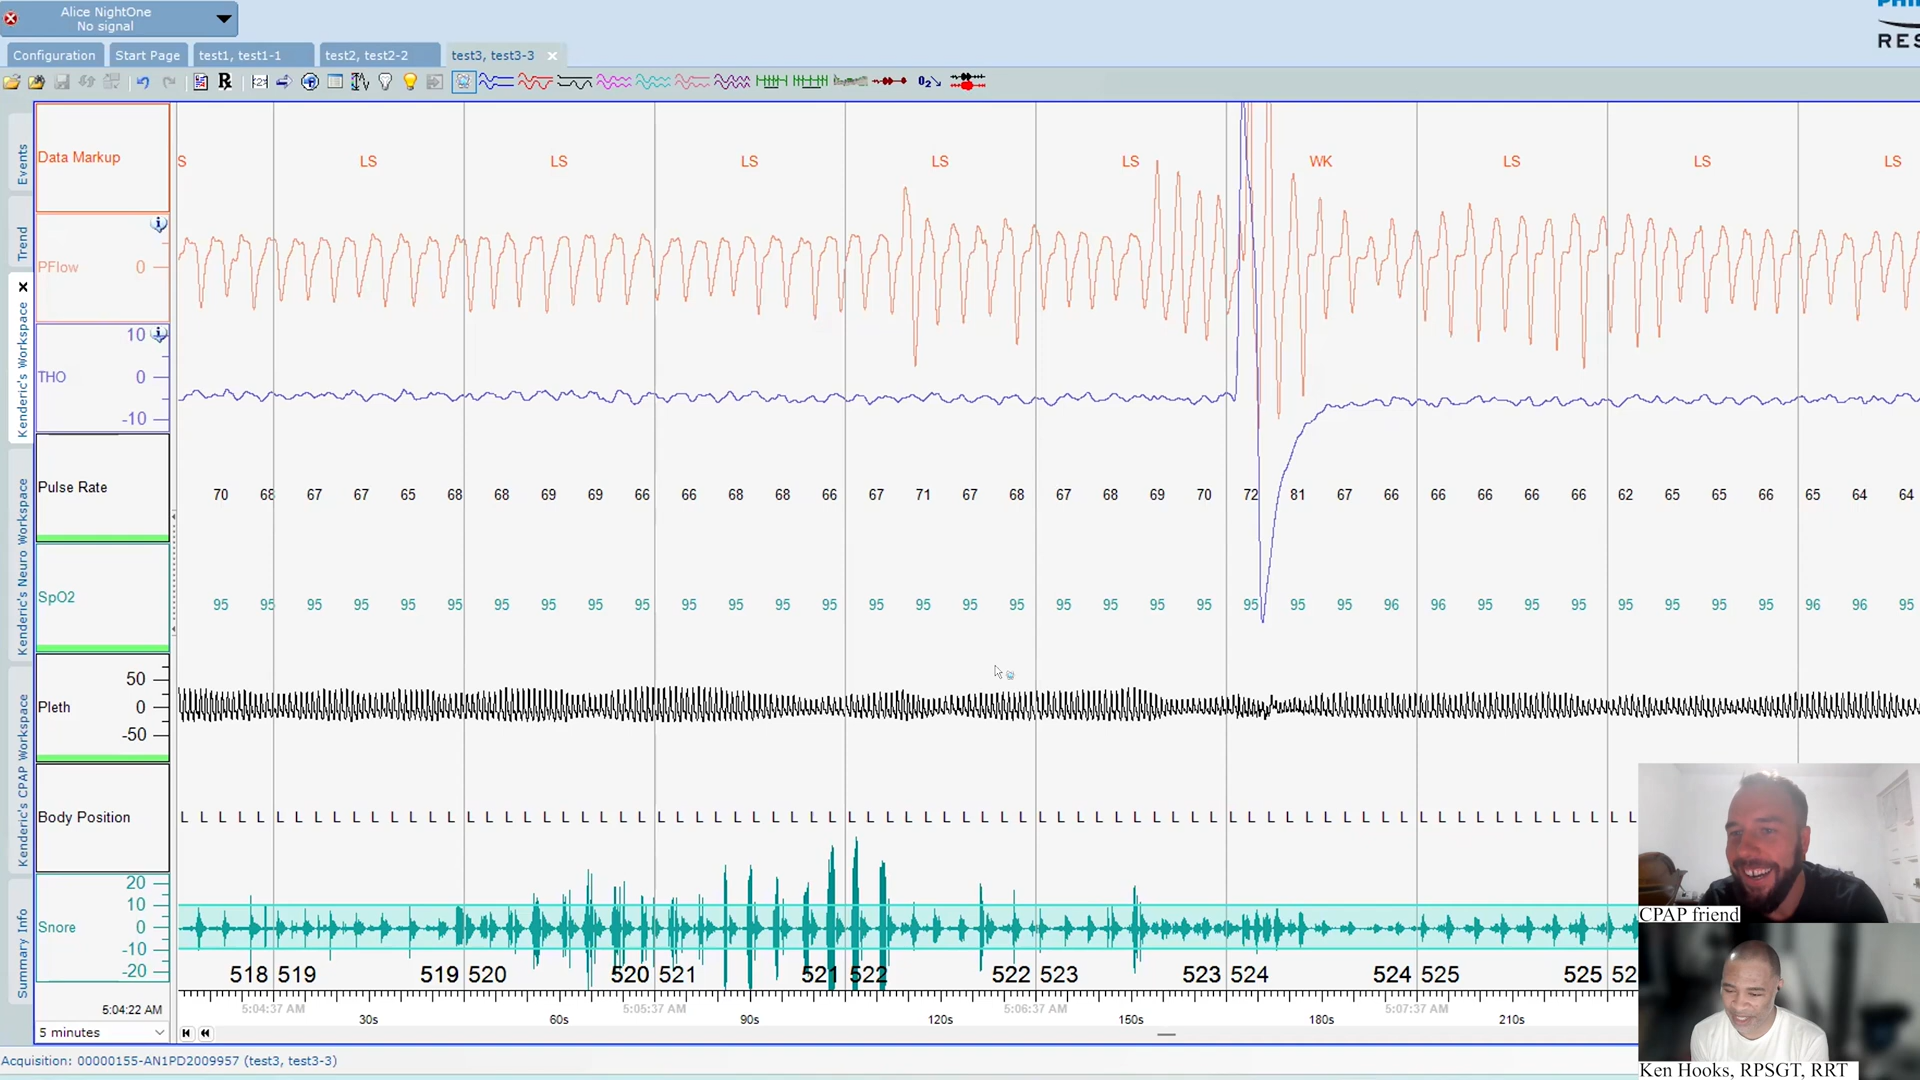 Alice NightOne
No signal
RES
Configuration
Start Page
test1, test1-1
test2, test2-2
test3, test3-3
Events
Trend
Kenderic's Workspace
Kenderic's Neuro Workspace
Kenderic's CPAP Workspace
Summary Info
Data Markup
S LS LS LS LS LS WK LS LS LS
PFlow 0
THO 10 0 -10
Pulse Rate
70 68 67 67 65 68 68 69 69 66 66 68 68 66 67 71 67 68 67 68 69 70 72 81 67 66 66 66 66 66 62 65 65 66 65 64 64
SpO2
95 95 95 95 95 95 95 95 95 95 95 95 95 95 95 95 95 95 95 95 95 95 95 95 95 96 96 95 95 95 95 95 95 95 96 96 95
Pleth 50 0 -50
Body Position
L L L L L L L L L L L L L L L L L L L L L L L L L L L L L L L L L L L L L L L L L L L L L L L L L L L L L L L L L L L L L L L L L L L L L L L L L L L
Snore 20 10 0 -10 -20
518 519 519 520 520 521 521 522 522 523 523 524 524 525 525 52
5:04:22 AM
5:04:37 AM 5:05:37 AM 5:06:37 AM 5:07:37 AM
5 minutes
30s 60s 90s 120s 150s 180s 210s
Acquisition: 00000155-AN1PD2009957 (test3, test3-3)
CPAP friend
Ken Hooks, RPSGT, RRT